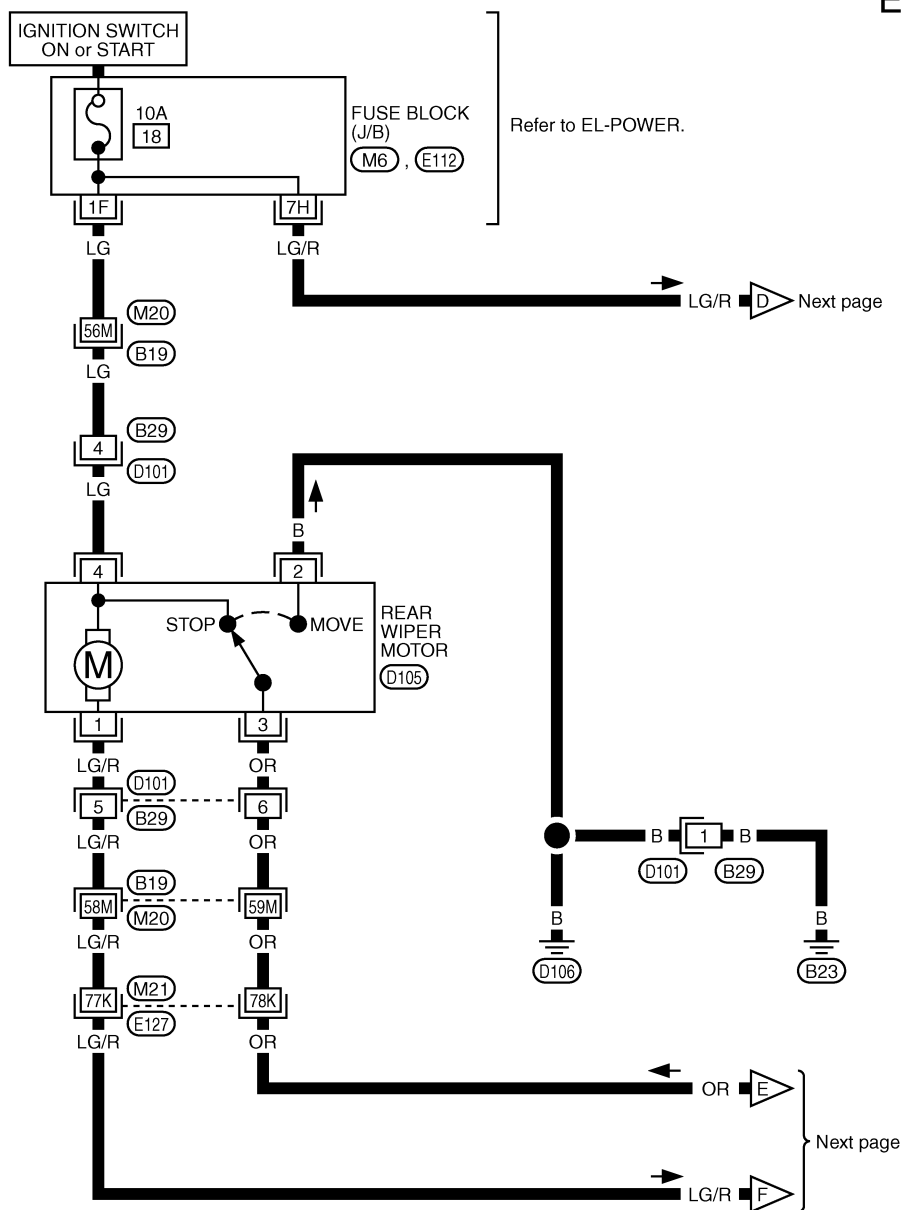 E
IGNITION SWITCH
ON or START
10A
18
FUSE BLOCK
(J/B)
M6 , E112
Refer to EL-POWER.
1F
7H
LG
LG/R
LG/R
D
Next page
56M
M20
B19
LG
4
B29
D101
LG
B
4
2
STOP
MOVE
M
REAR
WIPER
MOTOR
D105
1
3
LG/R
OR
5
D101
B29
6
LG/R
OR
B
1
B
D101
B29
58M
B19
M20
59M
LG/R
OR
B
B
D106
B23
77K
M21
E127
78K
LG/R
OR
OR
E
Next page
LG/R
F